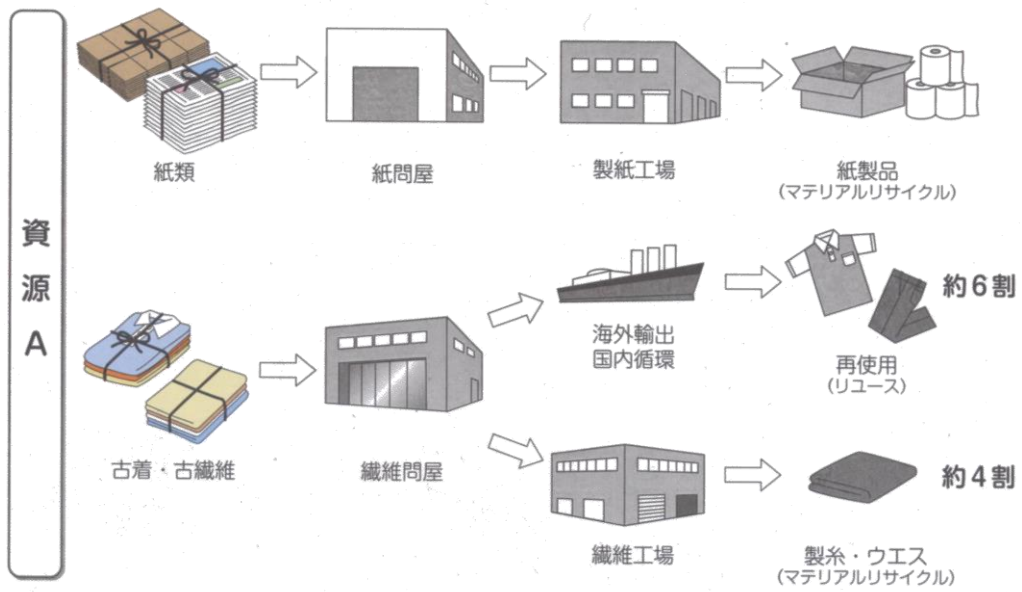 資源A
紙類
紙問屋
製紙工場
紙製品
(マテリアルリサイクル)
古着・古繊維
繊維問屋
海外輸出
国内循環
再使用
(リユース)
約6割
繊維工場
製糸・ウエス
(マテリアルリサイクル)
約4割